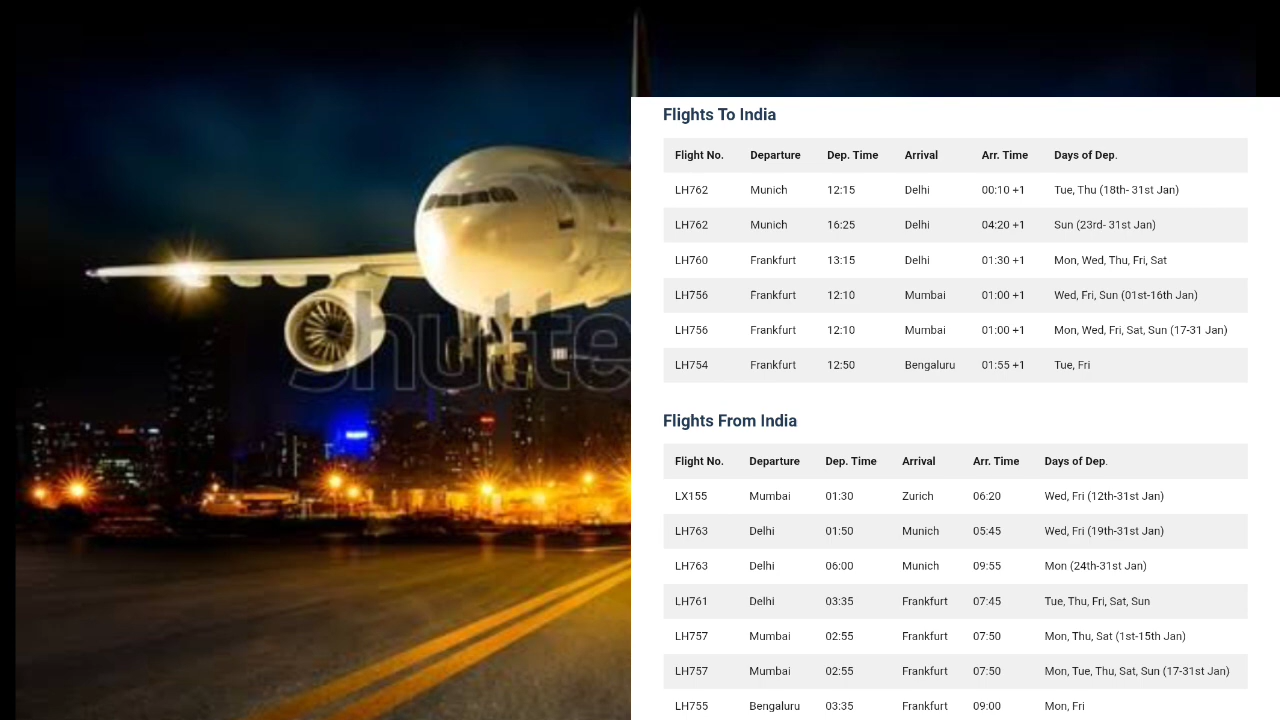 shutte
Flights To India
Flight No. Departure Dep. Time Arrival Arr. Time Days of Dep.
LH762 Munich 12:15 Delhi 00:10 +1 Tue, Thu (18th- 31st Jan)
LH762 Munich 16:25 Delhi 04:20 +1 Sun (23rd- 31st Jan)
LH760 Frankfurt 13:15 Delhi 01:30 +1 Mon, Wed, Thu, Fri, Sat
LH756 Frankfurt 12:10 Mumbai 01:00 +1 Wed, Fri, Sun (01st-16th Jan)
LH756 Frankfurt 12:10 Mumbai 01:00 +1 Mon, Wed, Fri, Sat, Sun (17-31 Jan)
LH754 Frankfurt 12:50 Bengaluru 01:55 +1 Tue, Fri
Flights From India
Flight No. Departure Dep. Time Arrival Arr. Time Days of Dep.
LX155 Mumbai 01:30 Zurich 06:20 Wed, Fri (12th-31st Jan)
LH763 Delhi 01:50 Munich 05:45 Wed, Fri (19th-31st Jan)
LH763 Delhi 06:00 Munich 09:55 Mon (24th-31st Jan)
LH761 Delhi 03:35 Frankfurt 07:45 Tue, Thu, Fri, Sat, Sun
LH757 Mumbai 02:55 Frankfurt 07:50 Mon, Thu, Sat (1st-15th Jan)
LH757 Mumbai 02:55 Frankfurt 07:50 Mon, Tue, Thu, Sat, Sun (17-31st Jan)
LH755 Bengaluru 03:35 Frankfurt 09:00 Mon, Fri